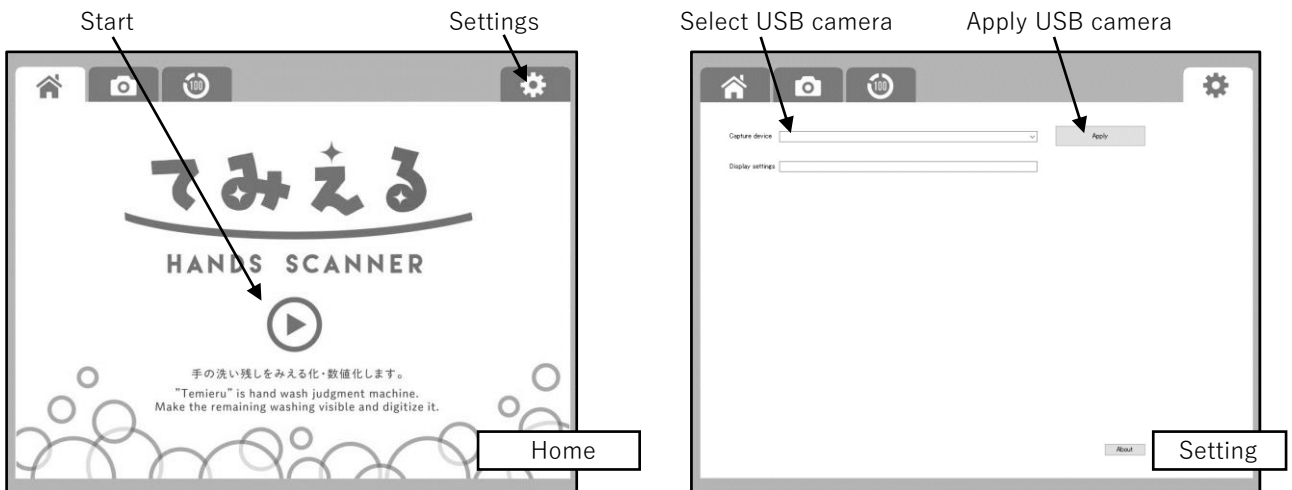 Start
Settings
Select USB camera
Apply USB camera
100
てみえる
HANDS SCANNER
手の洗い残しをみえる化・数値化します。
"Temieru" is hand wash judgment machine.
Make the remaining washing visible and digitize it.
Home
100
Capture device
Apply
Display settings
About
Setting